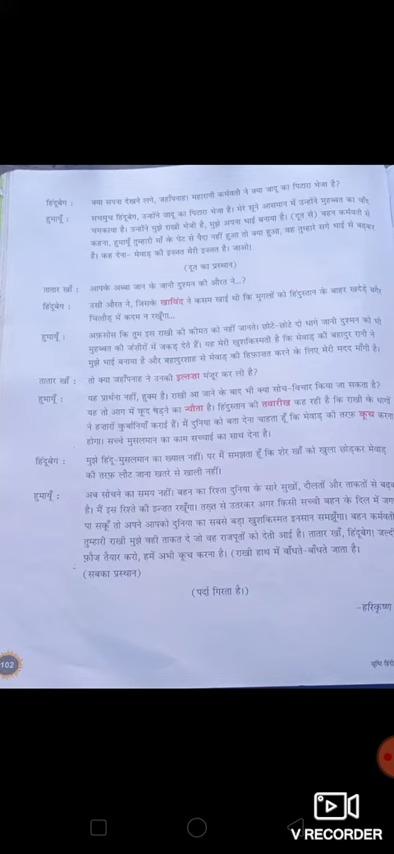 हिंदूबेग : क्या सपना देखने लगे, जहाँपनाह! महारानी कर्मवती ने क्या जादू का पिटारा भेजा है?
हुमायूँ : सचमुच हिंदूबेग, उन्होंने जादू का पिटारा भेजा है। मेरे सूने आसमान में उन्होंने मुहब्बत का चाँद
चमकाया है। उन्होंने मुझे राखी भेजी है, मुझे अपना भाई बनाया है। (दूत से) बहन कर्मवती से
कहना, हुमायूँ तुम्हारी माँ के पेट से पैदा नहीं हुआ तो क्या हुआ, वह तुम्हारे सगे भाई से बढ़कर
है। कह देना- मेवाड़ की इज्जत मेरी इज्जत है। जाओ।
(दूत का प्रस्थान)
तातार खाँ : आपके अब्बा जान के जानी दुश्मन की औरत ने...?
हिंदूबेग : उसी औरत ने, जिसके खाविंद ने कसम खाई थी कि मुगलों को हिंदुस्तान के बाहर खदेड़े बगैर
चित्तौड़ में कदम न रखूँगा...
हुमायूँ : अफ़सोस कि तुम इस राखी की कीमत को नहीं जानते। छोटे-छोटे दो धागे जानी दुश्मन को भी
मुहब्बत की जंजीरों में जकड़ देते हैं। यह मेरी खुशकिस्मती है कि मेवाड़ की बहादुर रानी ने
मुझे भाई बनाया है और बहादुरशाह से मेवाड़ की हिफ़ाजत करने के लिए मेरी मदद माँगी है।
तातार खाँ : तो क्या जहाँपनाह ने उनकी इल्तजा मंजूर कर ली है?
हुमायूँ : यह प्रार्थना नहीं, हुक्म है। राखी आ जाने के बाद भी क्या सोच-विचार किया जा सकता है?
यह तो आग में कूद पड़ने का न्यौता है। हिंदुस्तान की तवारीख कह रही है कि राखी के धागों
ने हजारों कुर्बानियाँ कराई हैं। मैं दुनिया को बता देना चाहता हूँ कि मेवाड़ की तरफ़ कूच करना
होगा। सच्चे मुसलमान का काम सच्चाई का साथ देना है।
हिंदूबेग : मुझे हिंदू-मुसलमान का ख्याल नहीं। पर मैं समझता हूँ कि शेर खाँ को खुला छोड़कर मेवाड़
की तरफ़ लौट जाना खतरे से खाली नहीं।
हुमायूँ : अब सोचने का समय नहीं। बहन का रिश्ता दुनिया के सारे सुखों, दौलतों और ताकतों से बढ़क
है। मैं इस रिश्ते की इज्जत रखूँगा। तख्त से उतरकर अगर किसी सच्ची बहन के दिल में जग
पा सकूँ तो अपने आपको दुनिया का सबसे बड़ा खुशकिस्मत इनसान समझूँगा। बहन कर्मवती
तुम्हारी राखी मुझे वही ताकत दे जो वह राजपूतों को देती आई है। तातार खाँ, हिंदूबेग! जल्दी
फ़ौज तैयार करो, हमें अभी कूच करना है। (राखी हाथ में बाँधते-बाँधते जाता है।
(सबका प्रस्थान)
(पर्दा गिरता है।)
-हरिकृष्ण
102
V RECORDER